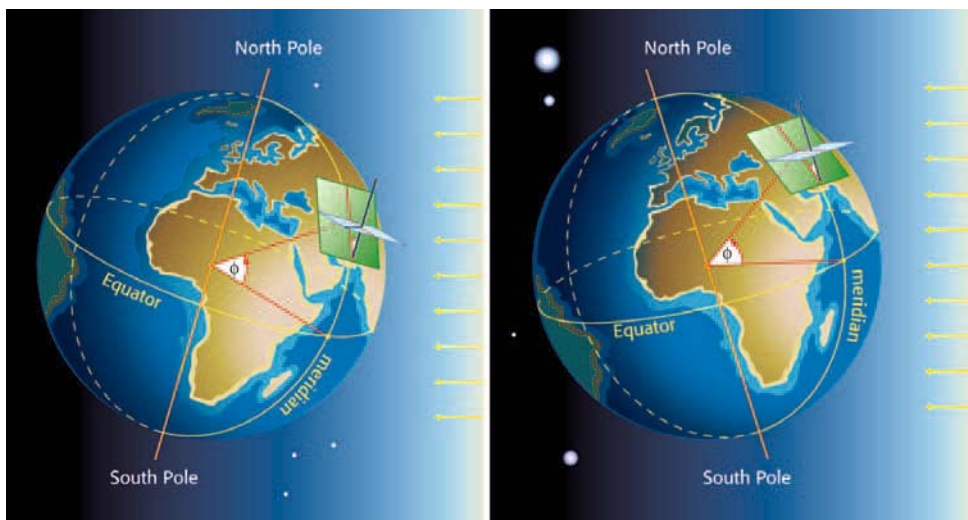 North Pole
ϕ
Equator
meridian
South Pole
North Pole
ϕ
Equator
meridian
South Pole